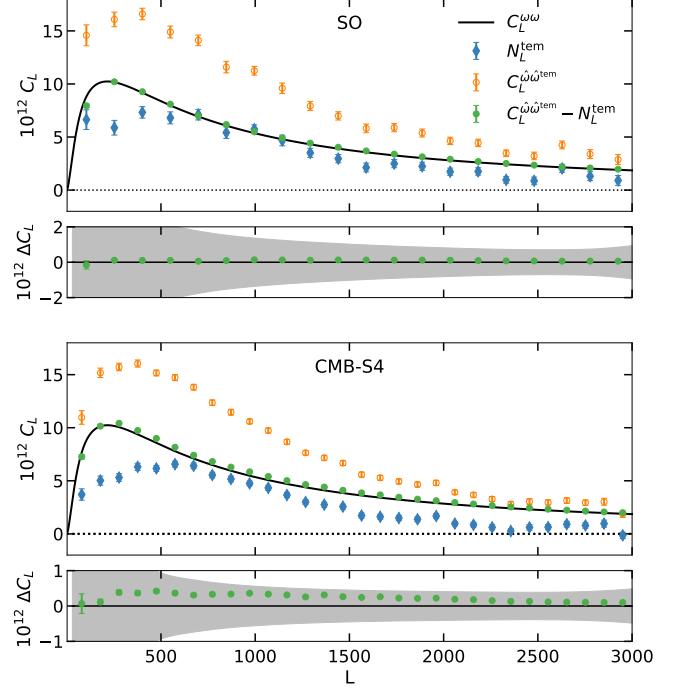 SO
C_L^{ωω}
N_L^{tem}
C_L^{ω̂ω̂^{tem}}
C_L^{ω̂ω̂^{tem}} − N_L^{tem}
10^{12} C_L
15
10
5
0
10^{12} ΔC_L
2
0
−2
CMB-S4
10^{12} C_L
15
10
5
0
10^{12} ΔC_L
1
0
−1
500 1000 1500 2000 2500 3000
L